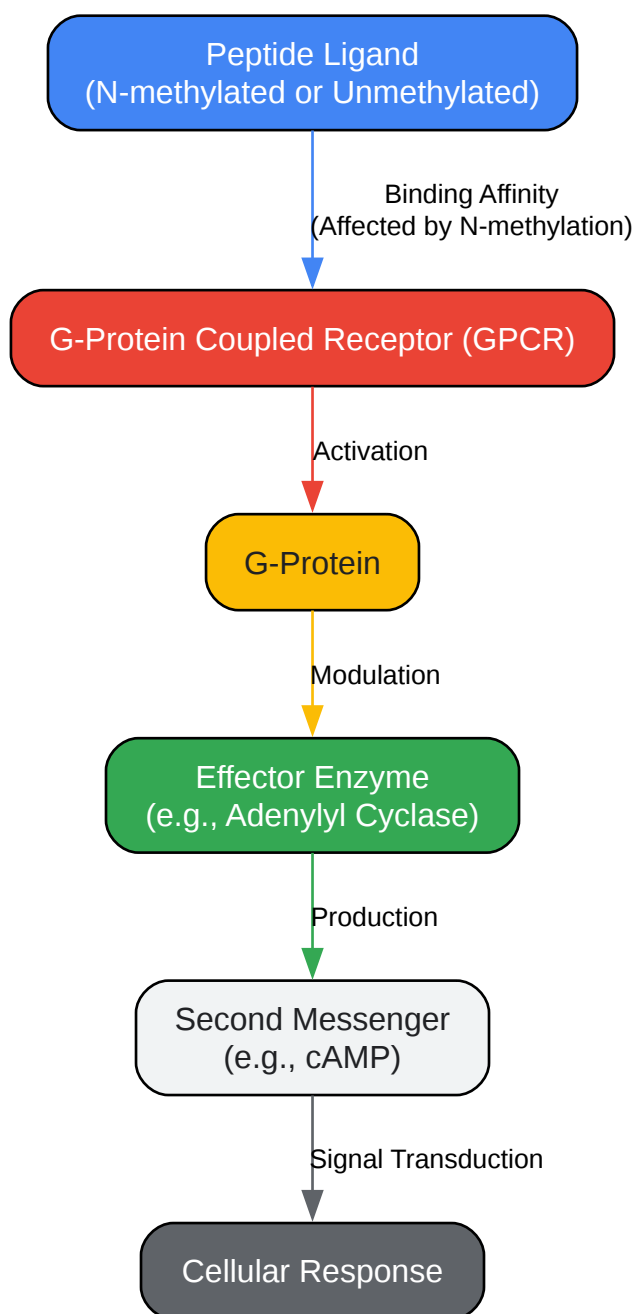 Peptide Ligand
(N-methylated or Unmethylated)
Binding Affinity
(Affected by N-methylation)
G-Protein Coupled Receptor (GPCR)
Activation
G-Protein
Modulation
Effector Enzyme
(e.g., Adenylyl Cyclase)
Production
Second Messenger
(e.g., cAMP)
Signal Transduction
Cellular Response